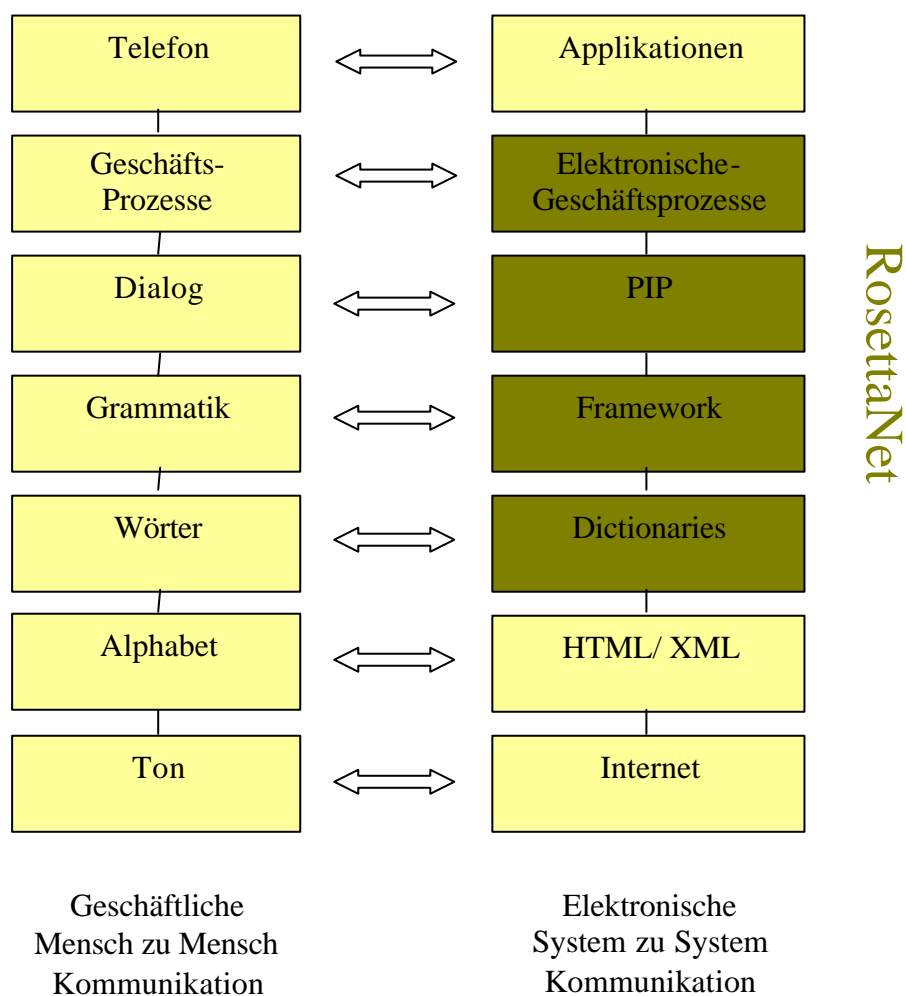 Telefon
Applikationen
Geschäfts-
Prozesse
Elektronische-
Geschäftsprozesse
Dialog
PIP
Grammatik
Framework
Wörter
Dictionaries
Alphabet
HTML/ XML
Ton
Internet
RosettaNet
Geschäftliche
Mensch zu Mensch
Kommunikation
Elektronische
System zu System
Kommunikation